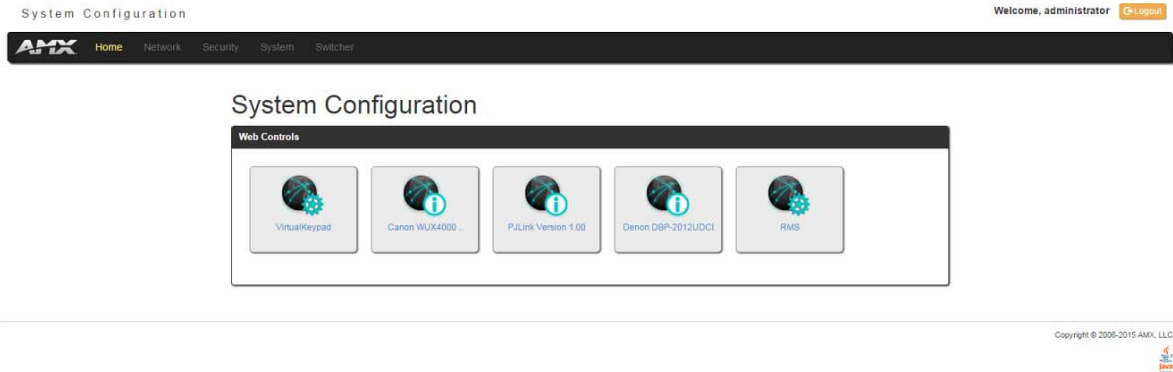 System Configuration
Welcome, administrator Logout
AMX Home Network Security System Switcher
System Configuration
Web Controls
VirtualKeypad Canon WUX4000 .. PJLink Version 1.00 Denon DBP-2012UDCI RMS
Copyright © 2006-2015 AMX, LLC
Java